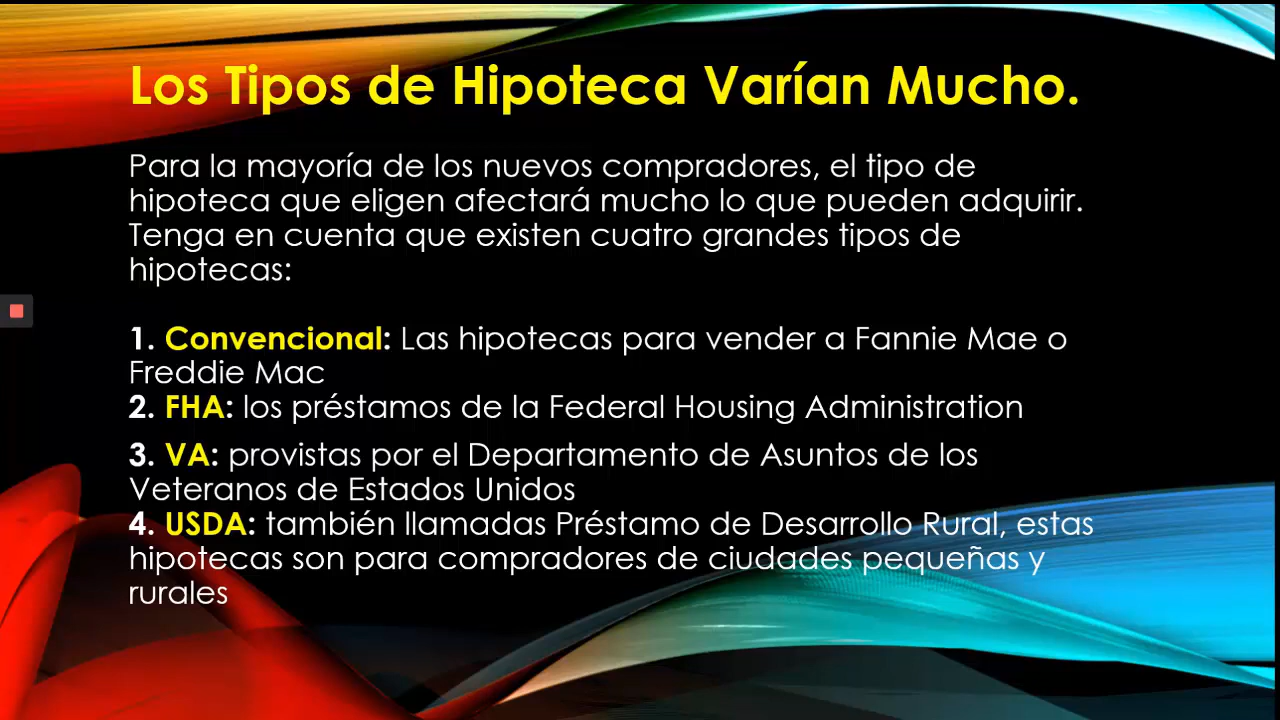 Los Tipos de Hipoteca Varían Mucho.
Para la mayoría de los nuevos compradores, el tipo de
hipoteca que eligen afectará mucho lo que pueden adquirir.
Tenga en cuenta que existen cuatro grandes tipos de
hipotecas:
1. Convencional: Las hipotecas para vender a Fannie Mae o
Freddie Mac
2. FHA: los préstamos de la Federal Housing Administration
3. VA: provistas por el Departamento de Asuntos de los
Veteranos de Estados Unidos
4. USDA: también llamadas Préstamo de Desarrollo Rural, estas
hipotecas son para compradores de ciudades pequeñas y
rurales